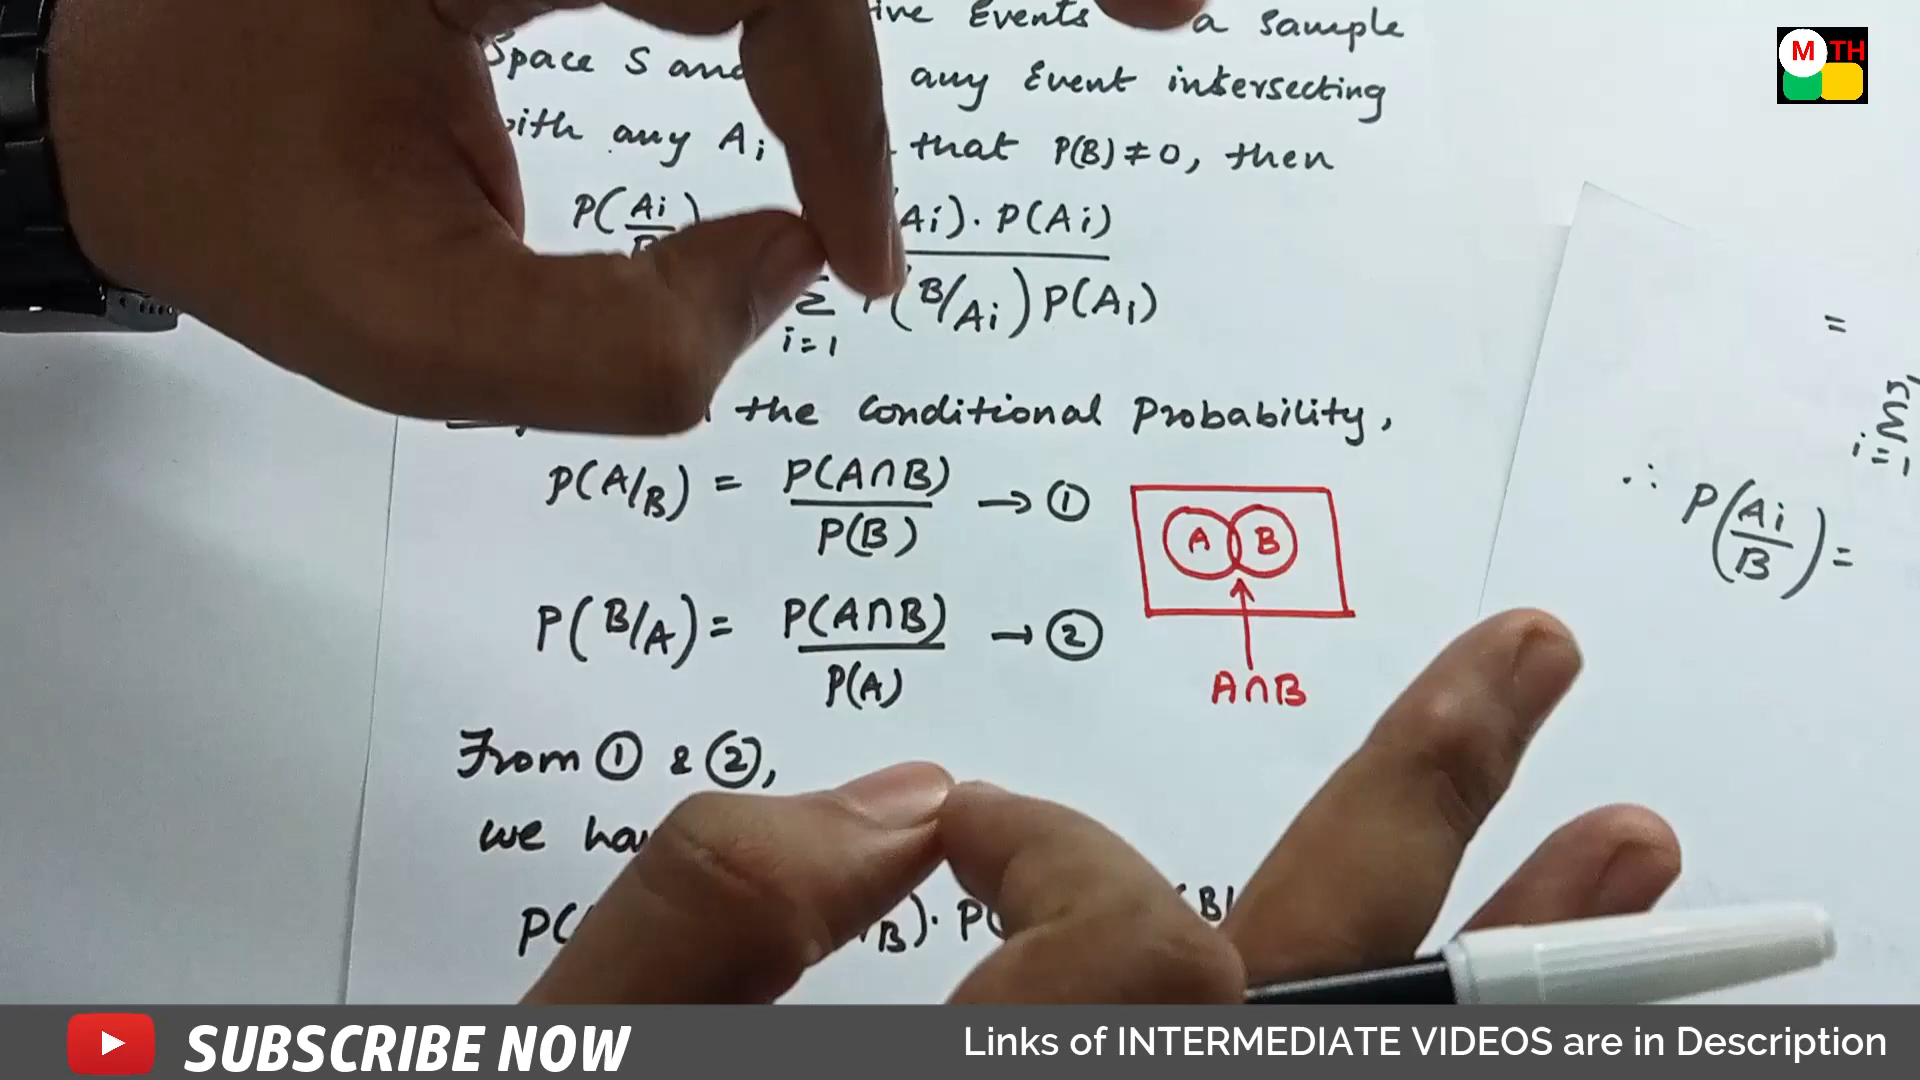 Events a sample
Space S any Event intersecting
with any Ai that P(B) ≠ 0, then
P(Ai/ Ai) · P(Ai)
Σ i=1 (B/Ai) P(Ai)
the Conditional Probability,
P(A/B) = P(A∩B)/P(B) → ①
P(B/A) = P(A∩B)/P(A) → ②
A B
A∩B
From ① & ②,
we
P( B) · P(
=
i=1
∴ P(Ai/B) =
M TH
SUBSCRIBE NOW
Links of INTERMEDIATE VIDEOS are in Description